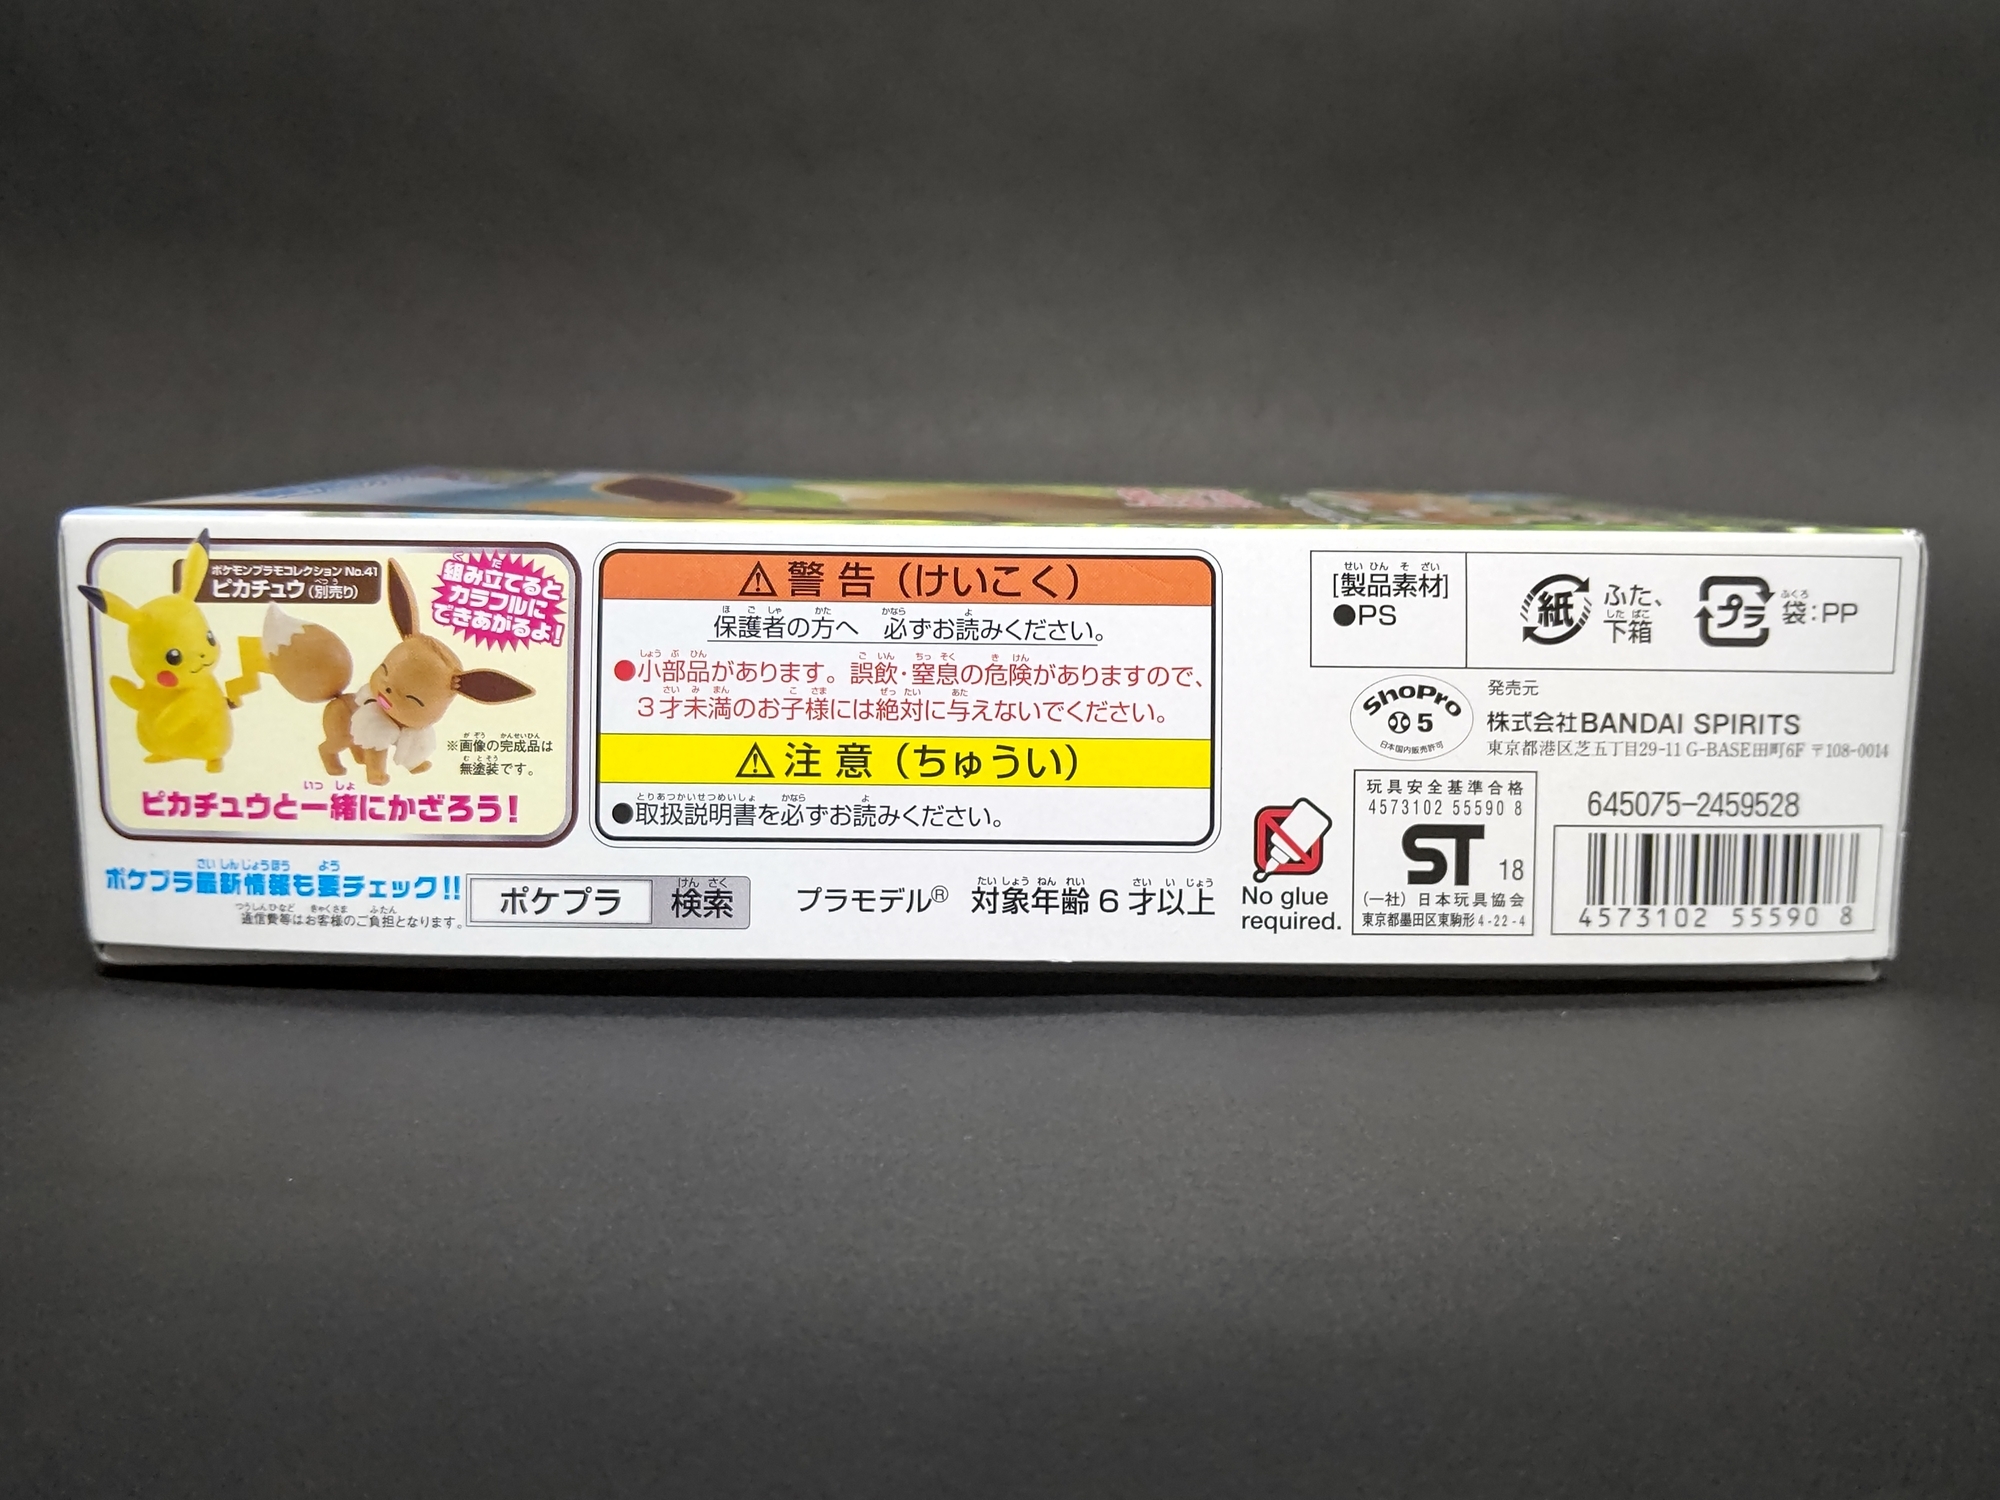 ポケモンプラモコレクション No.41
ピカチュウ(別売り)
組み立てると
カラフルに
できあがるよ!
※画像の完成品は
無塗装です。
ピカチュウと一緒にかざろう!
ポケプラ最新情報も要チェック!!
通信費等はお客様のご負担となります。
ポケプラ 検索
⚠警告(けいこく)
保護者の方へ 必ずお読みください。
●小部品があります。誤飲・窒息の危険がありますので、
3才未満のお子様には絶対に与えないでください。
⚠注意(ちゅうい)
●取扱説明書を必ずお読みください。
プラモデル® 対象年齢6才以上
No glue
required.
[製品素材]
●PS
紙 ふた、
下箱
プラ 袋:PP
ShoPro
5
日本国内販売許可
発売元
株式会社BANDAI SPIRITS
東京都港区芝五丁目29-11 G-BASE田町6F 〒108-0014
玩具安全基準合格
4573102 55590 8
ST 18
(一社)日本玩具協会
東京都墨田区東駒形4-22-4
645075-2459528
4573102 555908